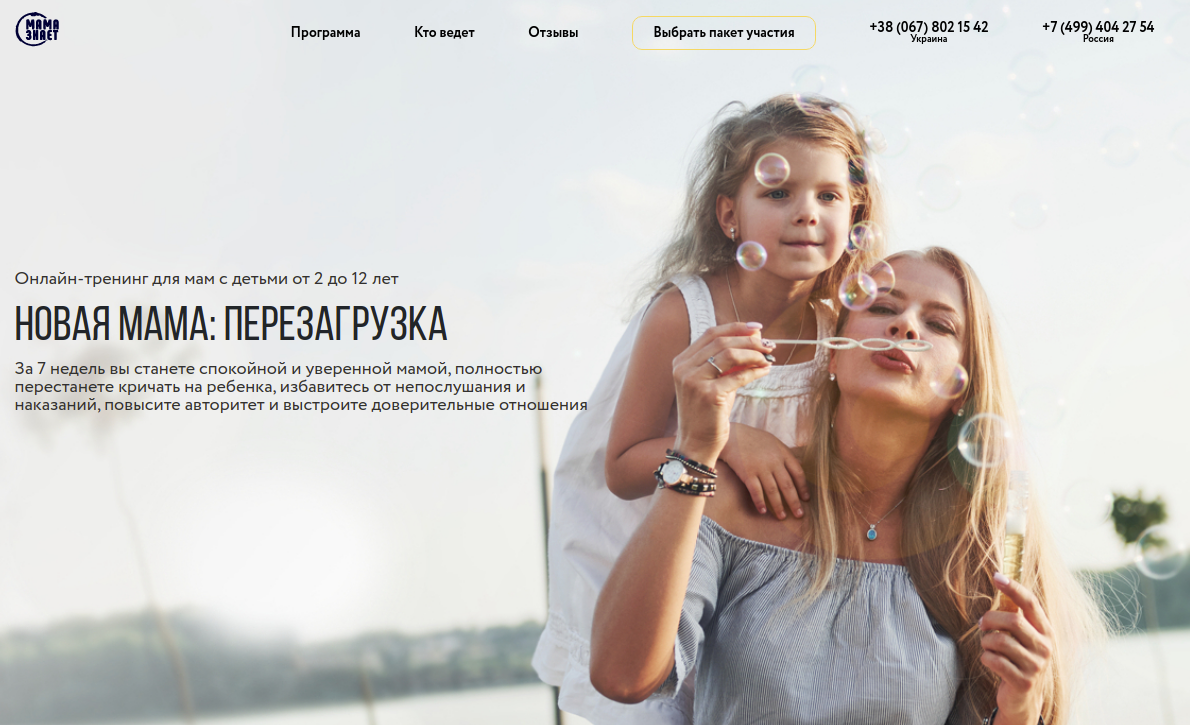 МАМА
ЗНАЕТ
Программа
Кто ведет
Отзывы
Выбрать пакет участия
+38 (067) 802 15 42
Украина
+7 (499) 404 27 54
Россия
Онлайн-тренинг для мам с детьми от 2 до 12 лет
НОВАЯ МАМА: ПЕРЕЗАГРУЗКА
За 7 недель вы станете спокойной и уверенной мамой, полностью
перестанете кричать на ребенка, избавитесь от непослушания и
наказаний, повысите авторитет и выстроите доверительные отношения